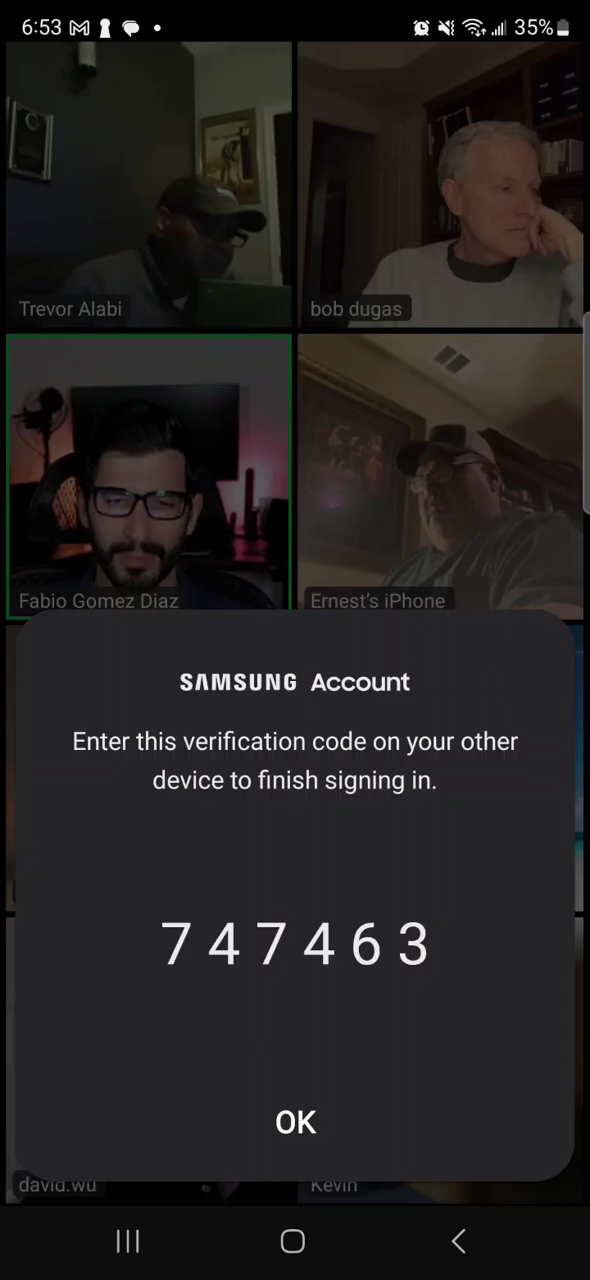 6:53 35%
Trevor Alabi
bob dugas
Fabio Gomez Diaz
Ernest’s iPhone
SAMSUNG Account
Enter this verification code on your other
device to finish signing in.
747463
OK
david.wu
Kevin